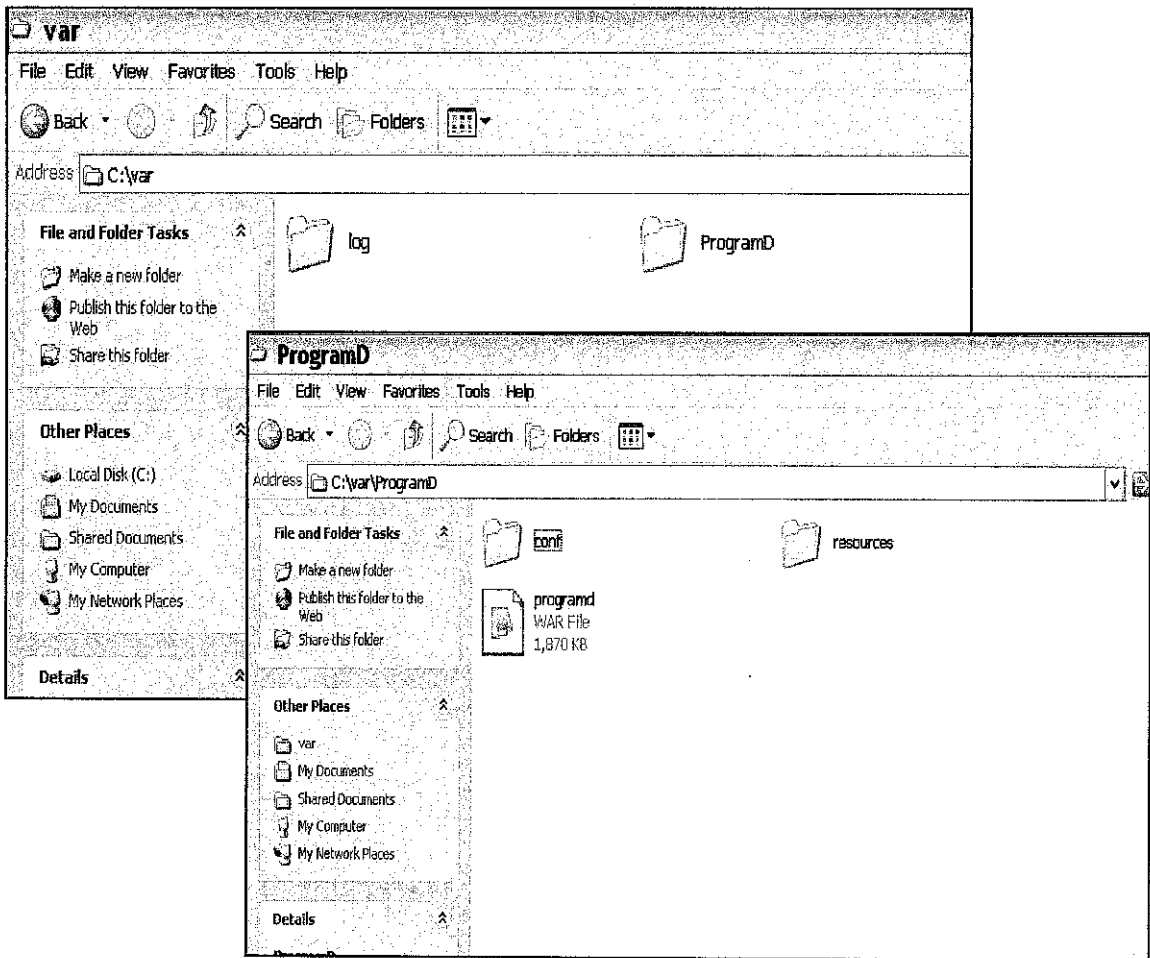 var
File Edit View Favorites Tools Help
Back Search Folders
Address C:\var
File and Folder Tasks
Make a new folder
Publish this folder to the
Web
Share this folder
Other Places
Local Disk (C:)
My Documents
Shared Documents
My Computer
My Network Places
Details
log
ProgramD
ProgramD
File Edit View Favorites Tools Help
Back Search Folders
Address C:\var\ProgramD
File and Folder Tasks
Make a new folder
Publish this folder to the
Web
Share this folder
Other Places
var
My Documents
Shared Documents
My Computer
My Network Places
Details
ProgramD
conf
resources
programd
WAR File
1,870 KB